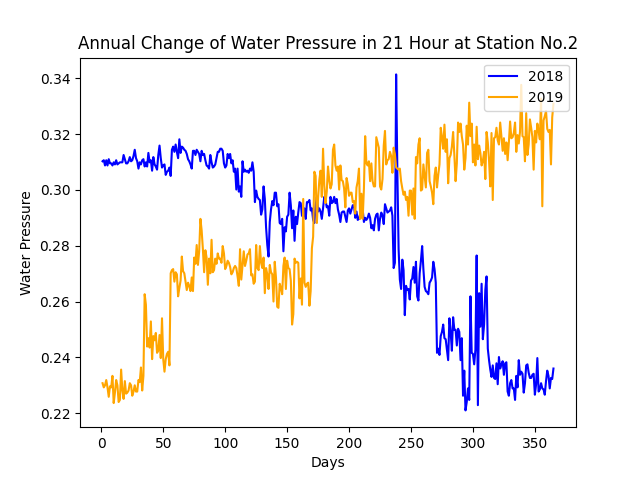 Annual Change of Water Pressure in 21 Hour at Station No.2
2018
2019
0.34
0.32
0.30
0.28
0.26
0.24
0.22
Water Pressure
0 50 100 150 200 250 300 350
Days